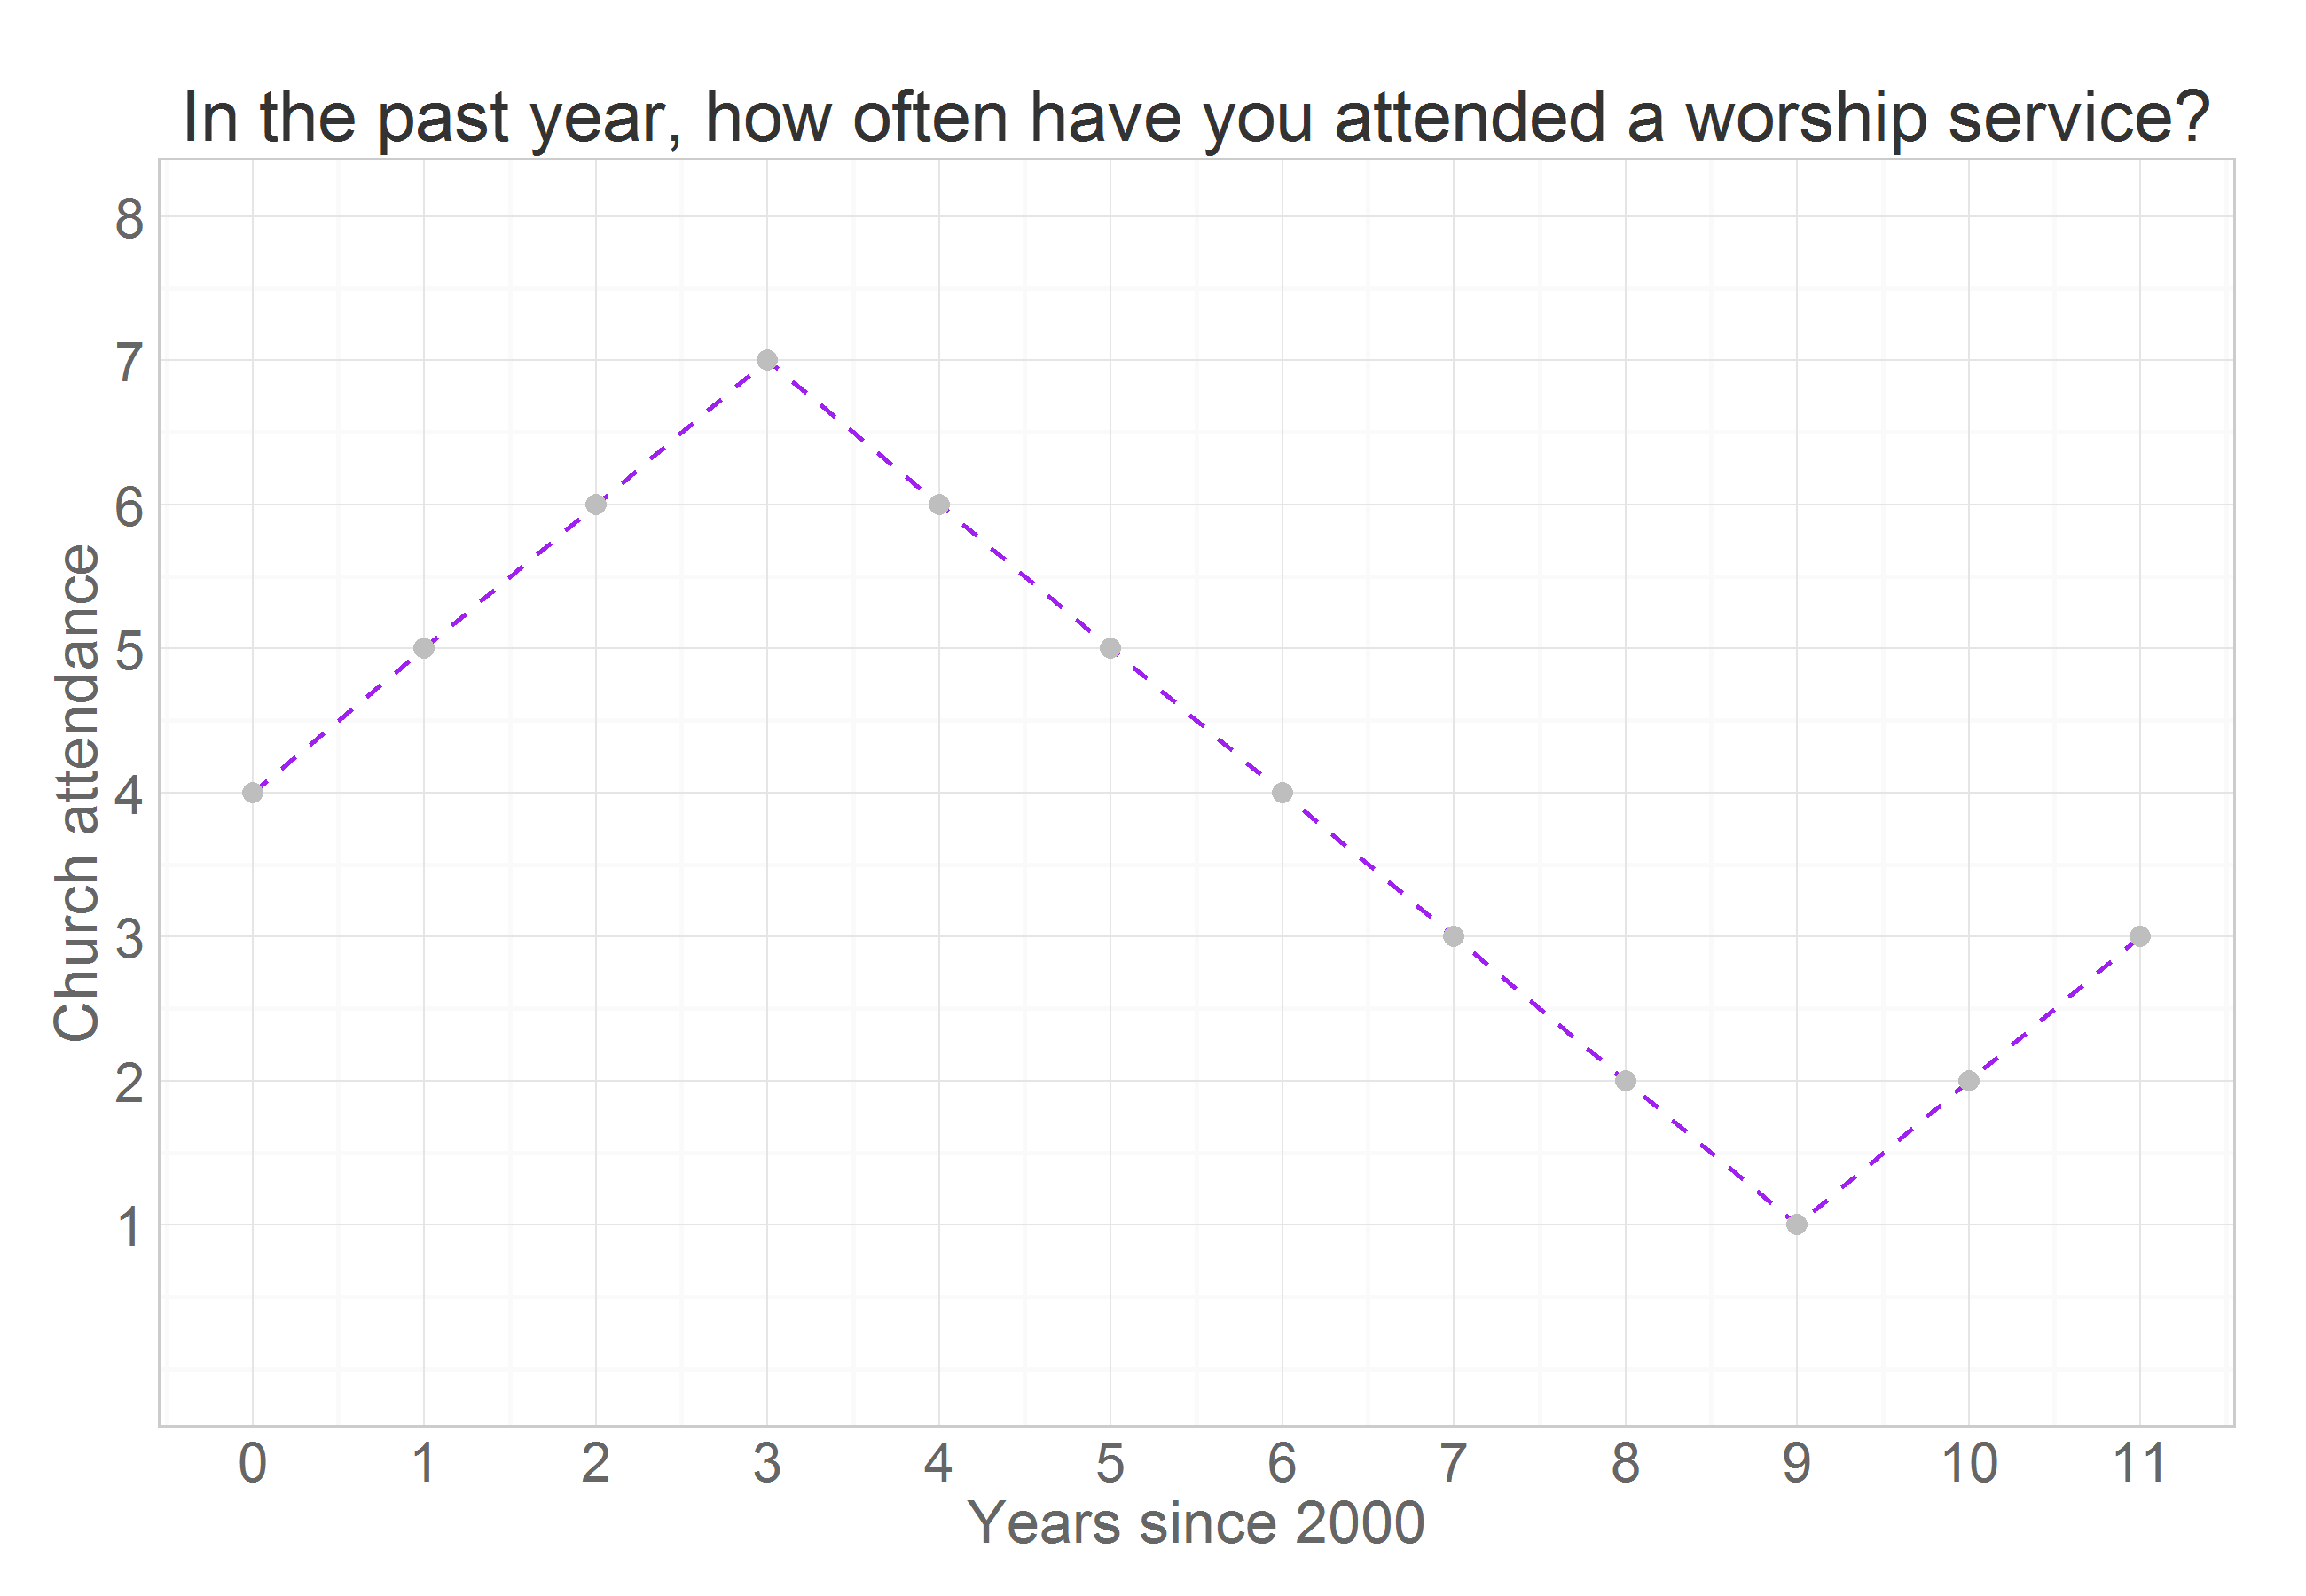 In the past year, how often have you attended a worship service?
Church attendance
8
7
6
5
4
3
2
1
0 1 2 3 4 5 6 7 8 9 10 11
Years since 2000